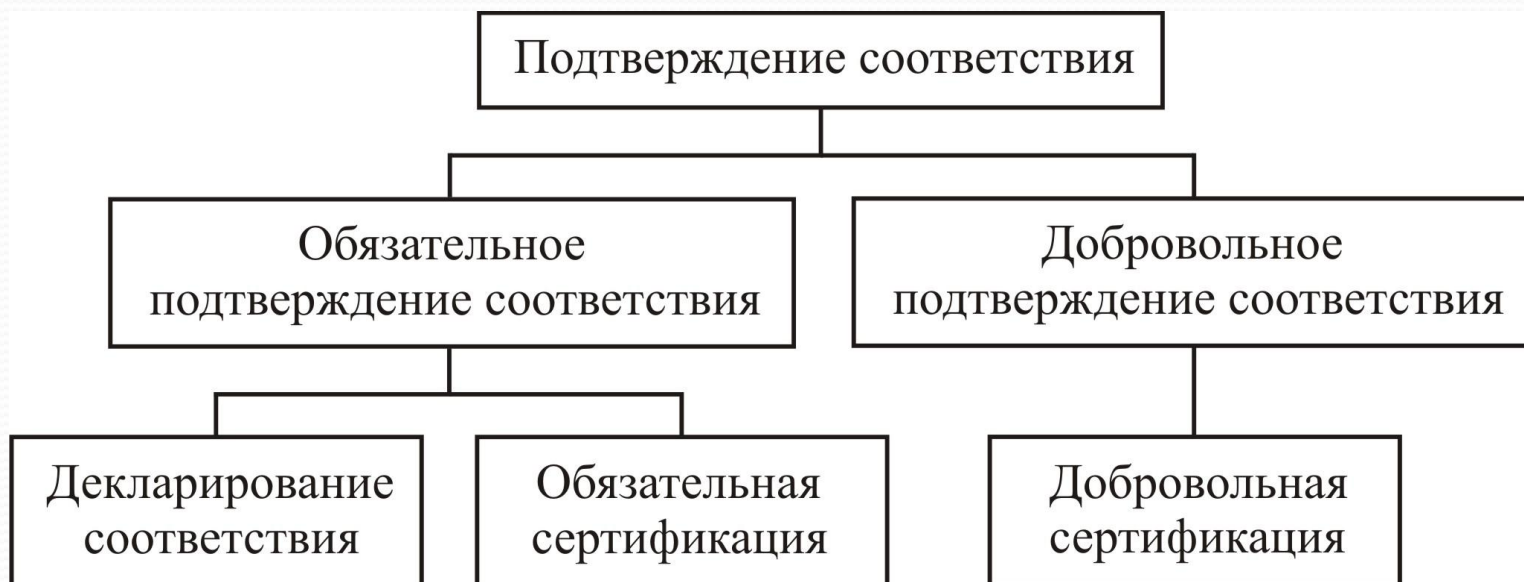 Подтверждение соответствия
Обязательное
подтверждение соответствия
Добровольное
подтверждение соответствия
Декларирование
соответствия
Обязательная
сертификация
Добровольная
сертификация